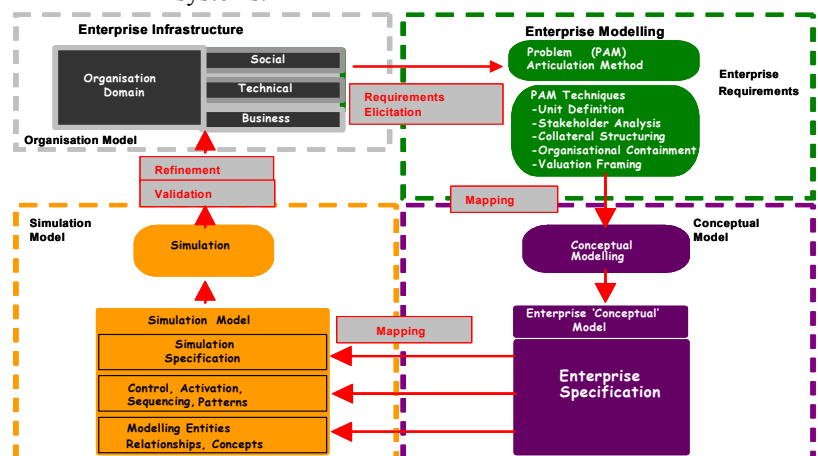 systems.
Enterprise Infrastructure
Organisation
Domain
Social
Technical
Business
Organisation Model
Requirements
Elicitation
Enterprise Modelling
Problem (PAM)
Articulation Method
Enterprise
Requirements
PAM Techniques
-Unit Definition
-Stakeholder Analysis
-Collateral Structuring
-Organisational Containment
-Valuation Framing
Refinement
Validation
Mapping
Simulation
Model
Simulation
Conceptual
Modelling
Conceptual
Model
Simulation Model
Simulation
Specification
Control, Activation,
Sequencing, Patterns
Modelling Entities
Relationships, Concepts
Mapping
Enterprise 'Conceptual'
Model
Enterprise
Specification